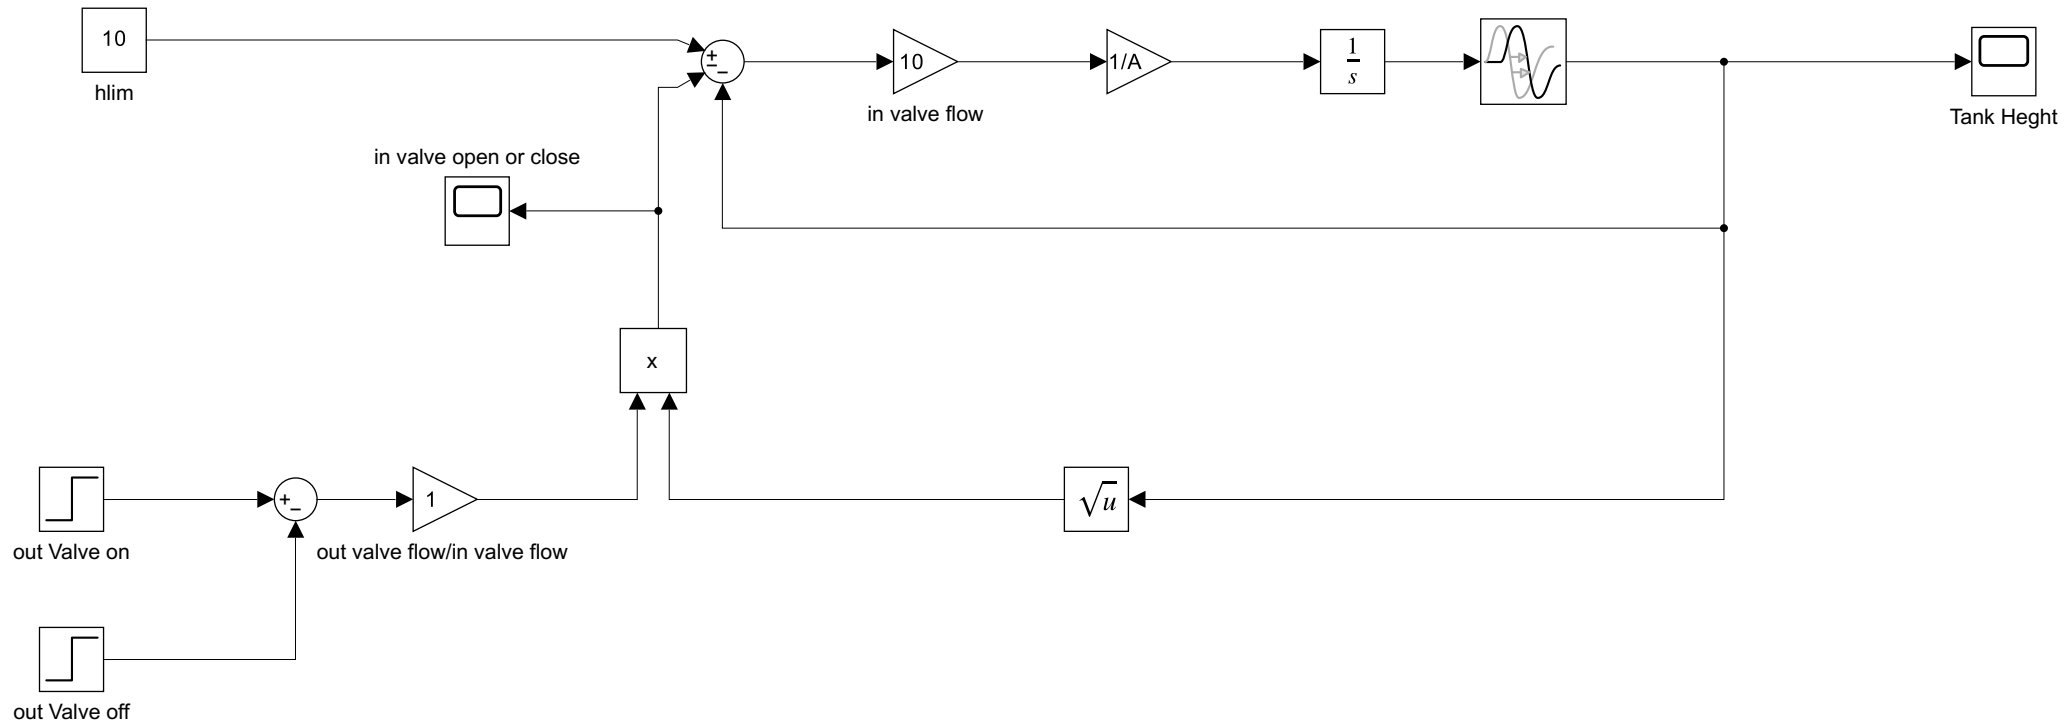 10
hlim
+
−
−
10
in valve flow
1/A
1
s
Tank Heght
in valve open or close
x
+
−
1
out Valve on
out valve flow/in valve flow
√u
out Valve off